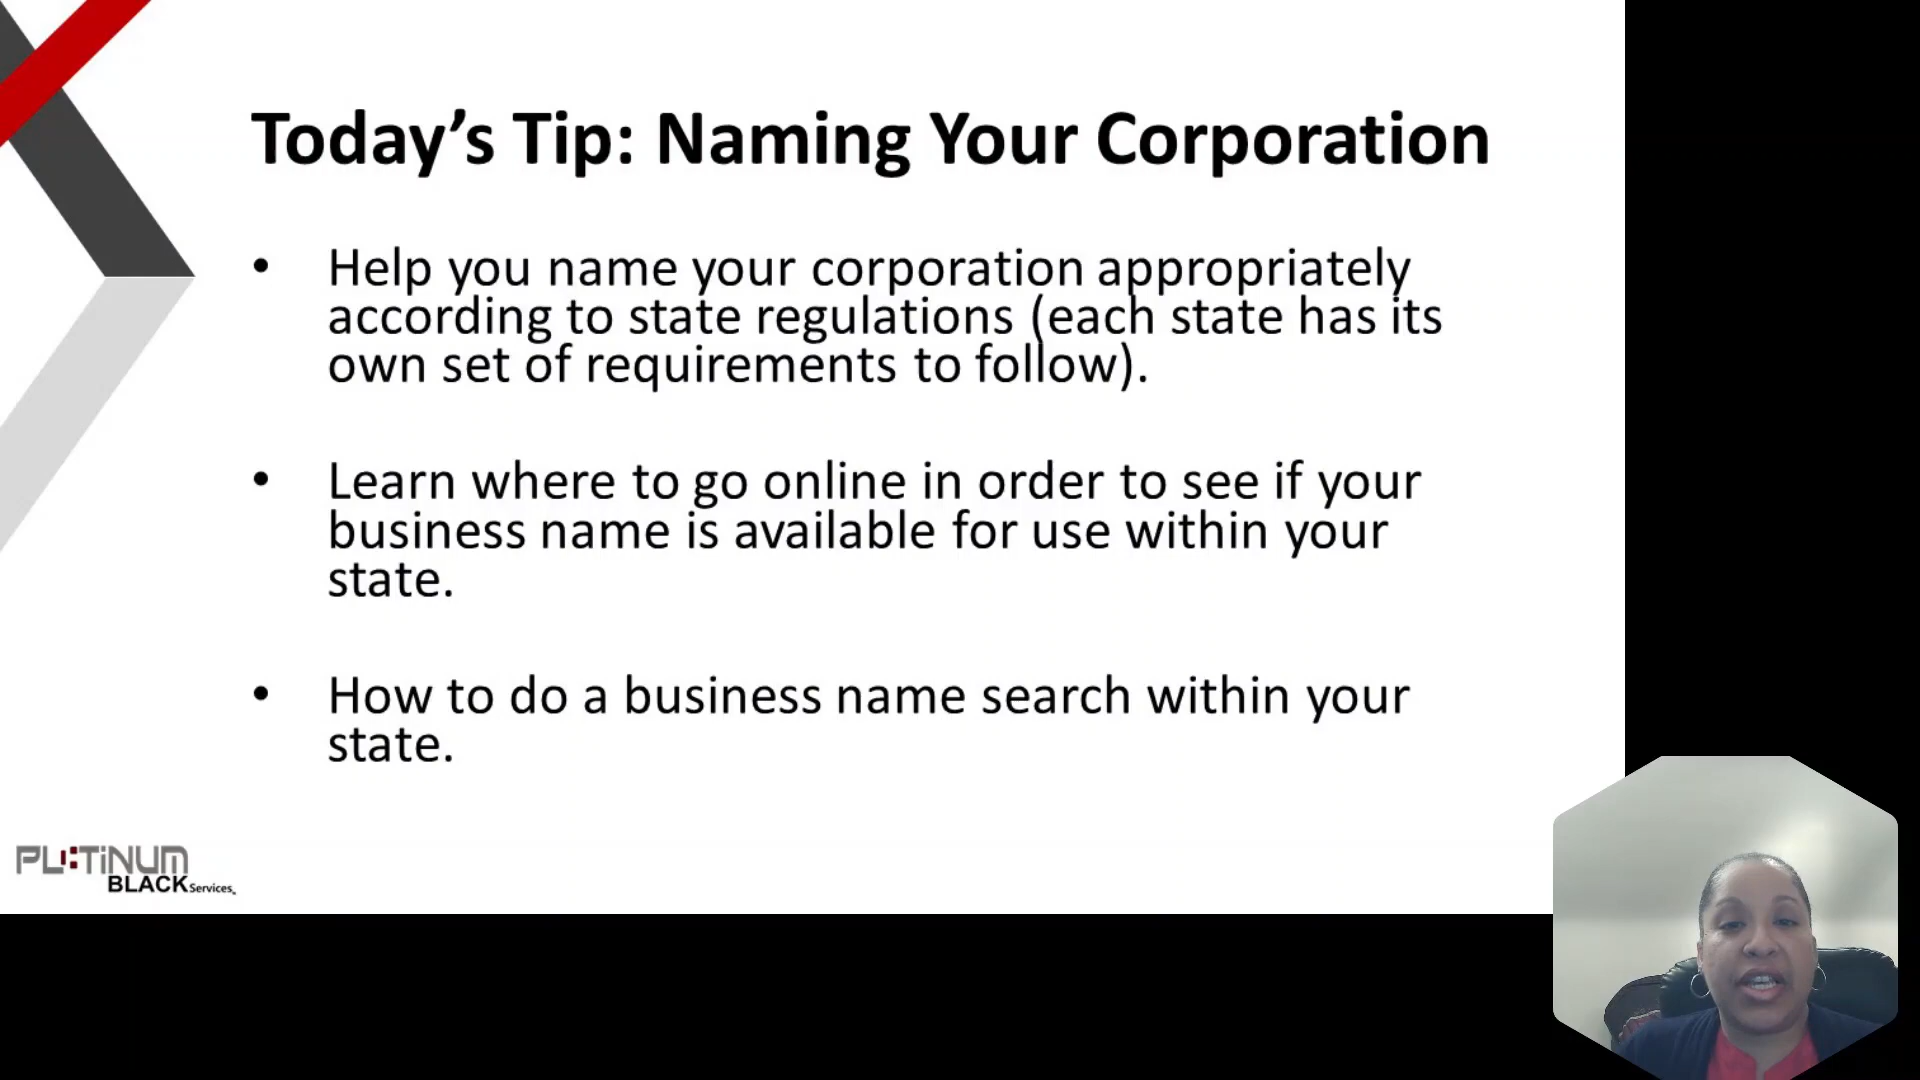 Today’s Tip: Naming Your Corporation
• Help you name your corporation appropriately
according to state regulations (each state has its
own set of requirements to follow).
• Learn where to go online in order to see if your
business name is available for use within your
state.
• How to do a business name search within your
state.
PLATINUM
BLACK Services